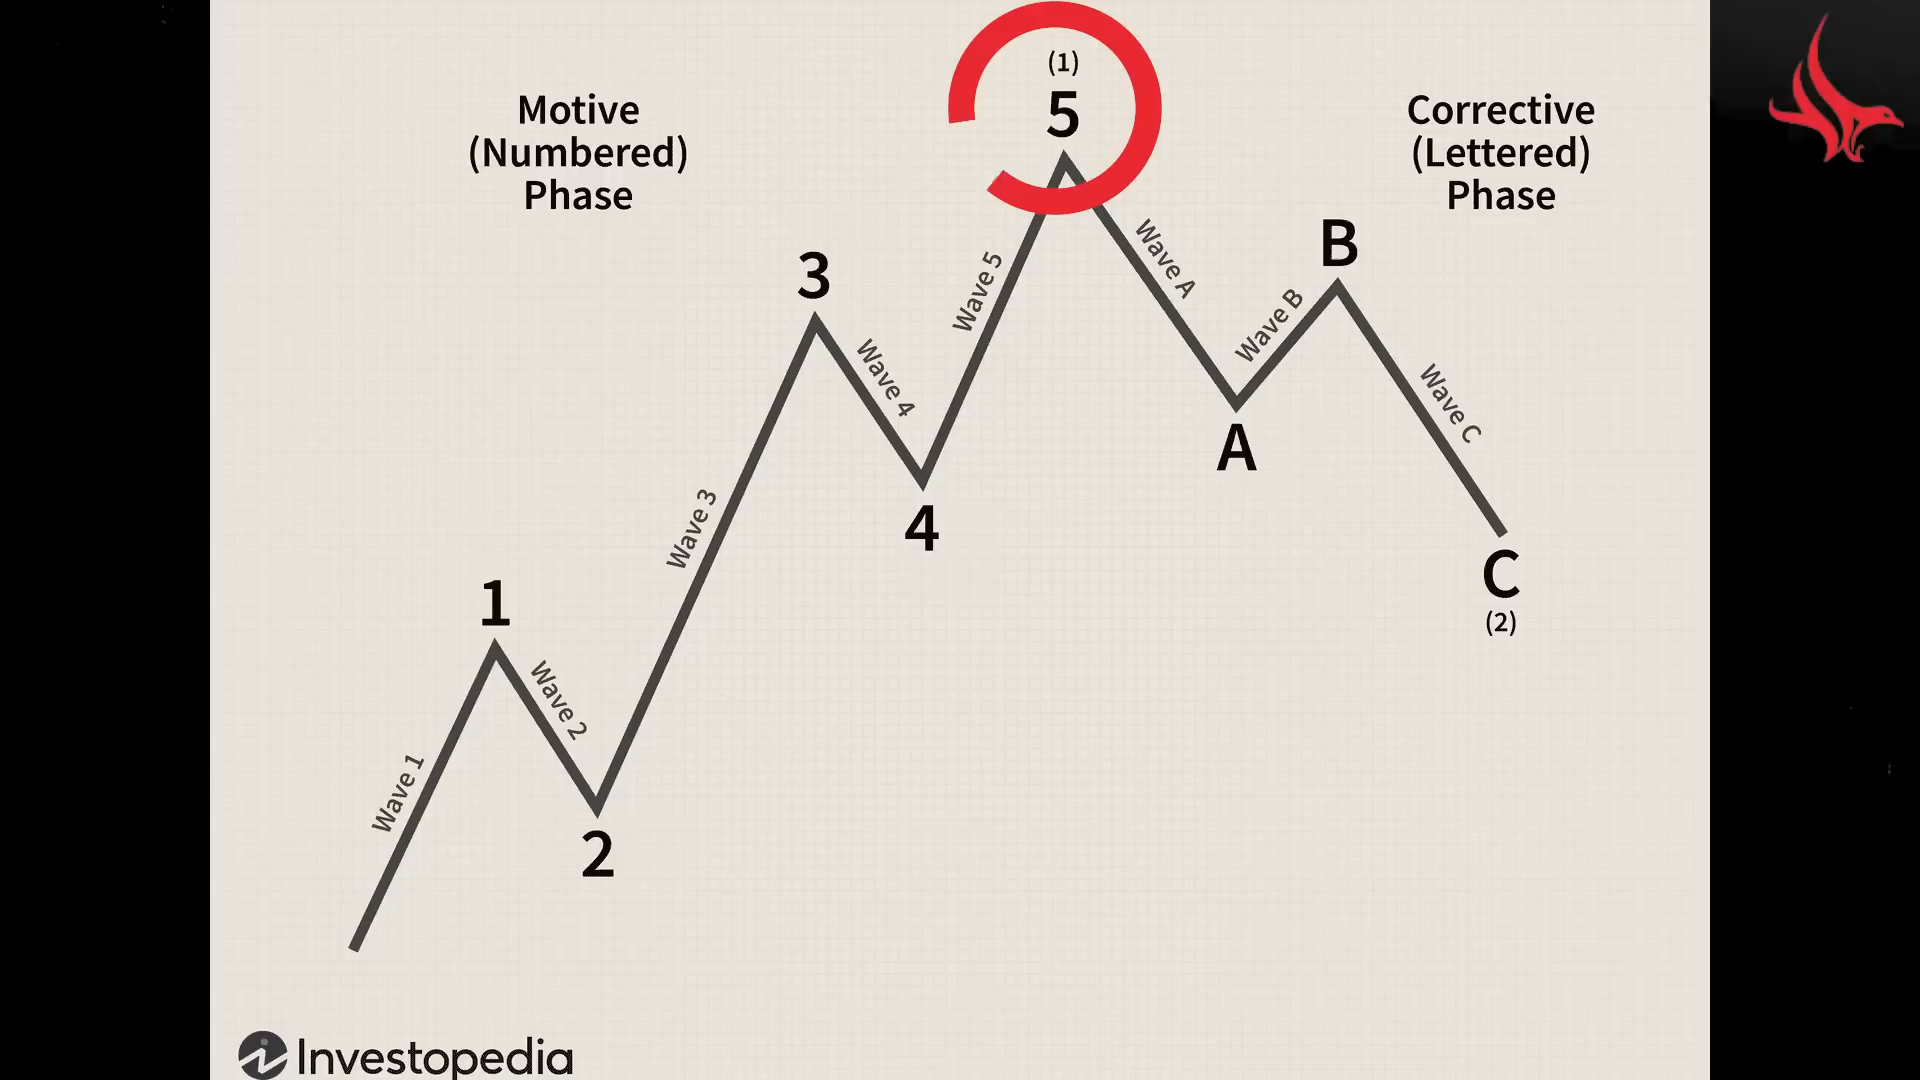 Motive
(Numbered)
Phase
(1)
5
Corrective
(Lettered)
Phase
3
B
Wave 5
Wave A
Wave B
Wave 4
Wave C
A
4
Wave 3
C
(2)
1
Wave 2
Wave 1
2
Investopedia